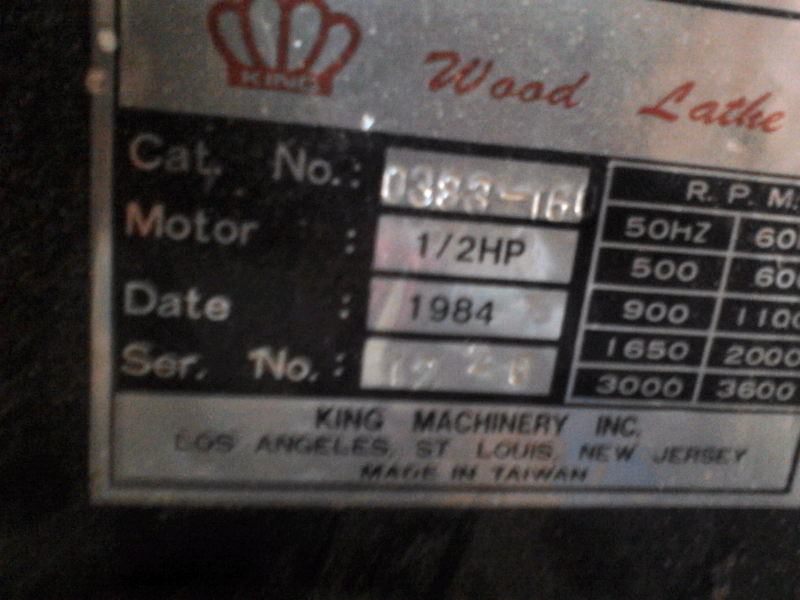 KING
Wood Lathe
Cat. No.:
Motor : 1/2HP
Date : 1984
Ser. No. :
R. P. M.
50HZ
500
900 1100
1650 2000
3000 3600
KING MACHINERY INC.
LOS ANGELES, ST LOUIS, NEW JERSEY
MADE IN TAIWAN